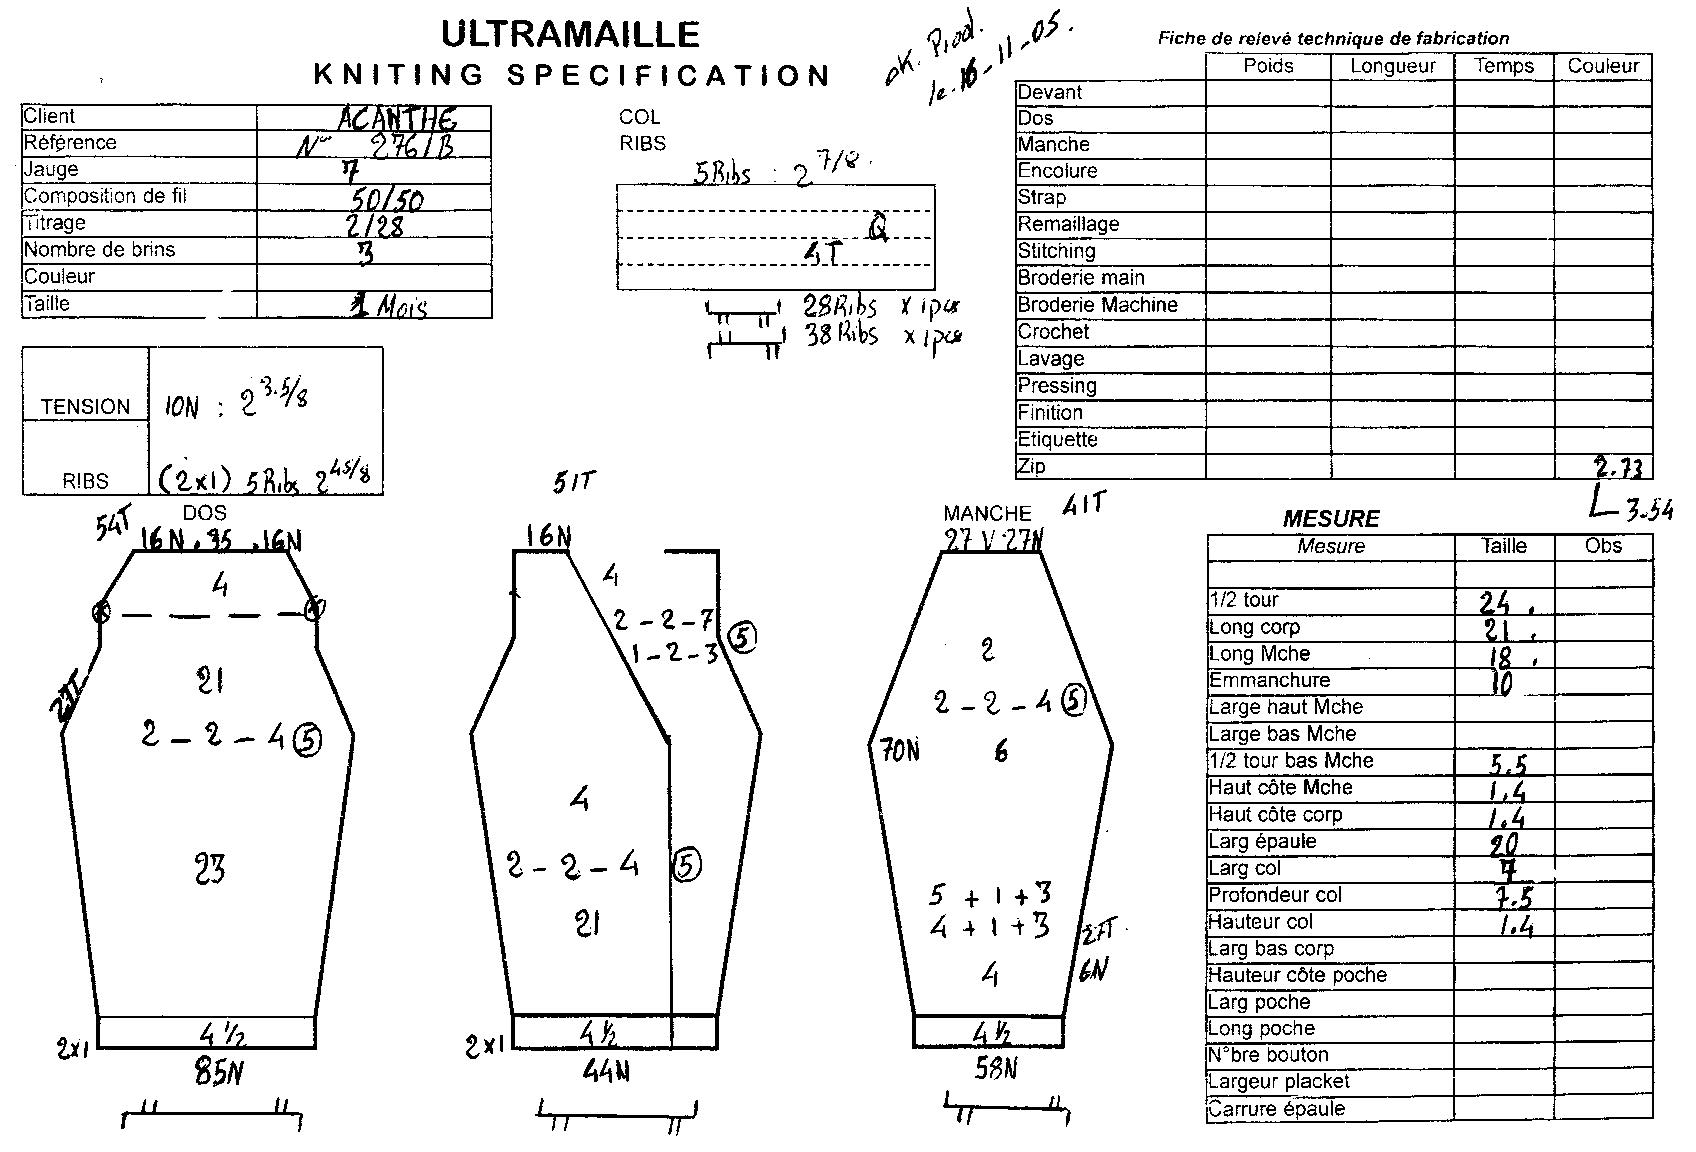 ULTRAMAILLE
KNITING SPECIFICATION
OK. Prod.
le. 16-11-05.
Client ACANTHE
Référence N° 276/B
Jauge 7
Composition de fil 50/50
Titrage 2/28
Nombre de brins 3
Couleur
Taille 1 Mois
COL
RIBS
5Ribs : 2 7/8.
Q
4T
28Ribs x 1pce
38Ribs x 1pce
Fiche de relevé technique de fabrication
Poids Longueur Temps Couleur
Devant
Dos
Manche
Encolure
Strap
Remaillage
Stitching
Broderie main
Broderie Machine
Crochet
Lavage
Pressing
Finition
Etiquette
Zip 2.73
3.54
TENSION 10N : 2 3.5/8
RIBS (2x1) 5Ribs 2 45/8
DOS
54T
16N . 35 . 16N
4
27T
21
2 - 2 - 4 (5)
23
2x1 4 1/2
85N
51T
16N
4
2 - 2 - 7
1 - 2 - 3 (5)
4
2 - 2 - 4 (5)
21
2x1 4 1/2
44N
MANCHE 41T
27 V 27N
2
2 - 2 - 4 (5)
70N 6
5 + 1 + 3
4 + 1 + 3 27T.
4 6N
4 1/2
58N
MESURE
Mesure Taille Obs
1/2 tour 24.
Long corp 21.
Long Mche 18.
Emmanchure 10
Large haut Mche
Large bas Mche
1/2 tour bas Mche 5.5
Haut côte Mche 1.4
Haut côte corp 1.4
Larg épaule 20
Larg col 7
Profondeur col 7.5
Hauteur col 1.4
Larg bas corp
Hauteur côte poche
Larg poche
Long poche
N°bre bouton
Largeur placket
Carrure épaule